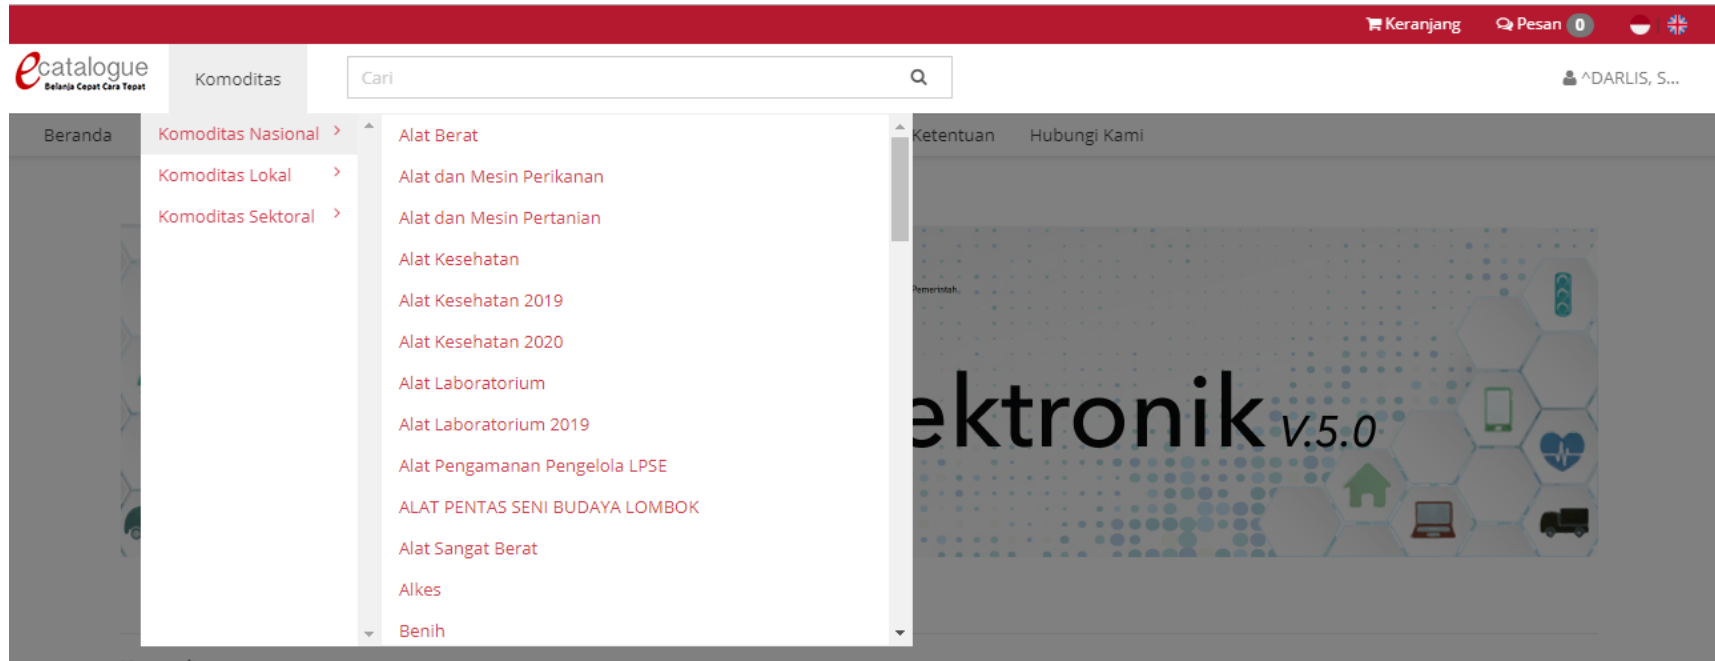 Keranjang Pesan 0
ecatalogue
Belanja Cepat Cara Tepat
Komoditas
Cari
^DARLIS, S...
Beranda
Ketentuan
Hubungi Kami
Komoditas Nasional
Komoditas Lokal
Komoditas Sektoral
Alat Berat
Alat dan Mesin Perikanan
Alat dan Mesin Pertanian
Alat Kesehatan
Alat Kesehatan 2019
Alat Kesehatan 2020
Alat Laboratorium
Alat Laboratorium 2019
Alat Pengamanan Pengelola LPSE
ALAT PENTAS SENI BUDAYA LOMBOK
Alat Sangat Berat
Alkes
Benih
Pemerintah.
ektronik V.5.0